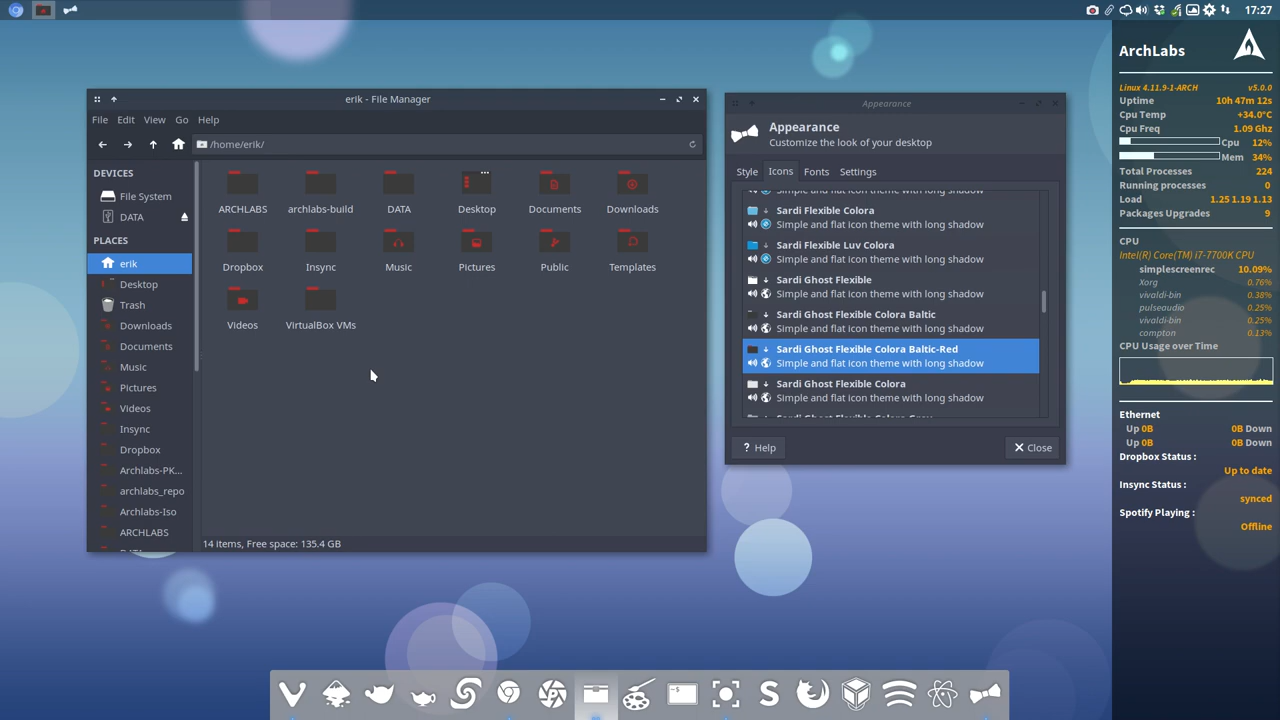 17:27
erik - File Manager
File Edit View Go Help
/home/erik/
DEVICES
File System
DATA
PLACES
erik
Desktop
Trash
Downloads
Documents
Music
Pictures
Videos
Insync
Dropbox
Archlabs-PK...
archlabs_repo
Archlabs-Iso
ARCHLABS
ARCHLABS archlabs-build DATA Desktop Documents Downloads
Dropbox Insync Music Pictures Public Templates
Videos VirtualBox VMs
14 items, Free space: 135.4 GB
Appearance
Appearance
Customize the look of your desktop
Style Icons Fonts Settings
Simple and flat icon theme with long shadow
Sardi Flexible Colora
Simple and flat icon theme with long shadow
Sardi Flexible Luv Colora
Simple and flat icon theme with long shadow
Sardi Ghost Flexible
Simple and flat icon theme with long shadow
Sardi Ghost Flexible Colora Baltic
Simple and flat icon theme with long shadow
Sardi Ghost Flexible Colora Baltic-Red
Simple and flat icon theme with long shadow
Sardi Ghost Flexible Colora
Simple and flat icon theme with long shadow
? Help
Close
ArchLabs
Linux 4.11.9-1-ARCH v5.0.0
Uptime 10h 47m 12s
Cpu Temp +34.0°C
Cpu Freq 1.09 Ghz
Cpu 12%
Mem 34%
Total Processes 224
Running processes 0
Load 1.25 1.19 1.13
Packages Upgrades 9
CPU
Intel(R) Core(TM) i7-7700K CPU
simplescreenrec 10.09%
Xorg 0.76%
vivaldi-bin 0.38%
pulseaudio 0.25%
vivaldi-bin 0.25%
compton 0.13%
CPU Usage over Time
Ethernet
Up 0B 0B Down
Up 0B 0B Down
Dropbox Status :
Up to date
Insync Status :
synced
Spotify Playing :
Offline